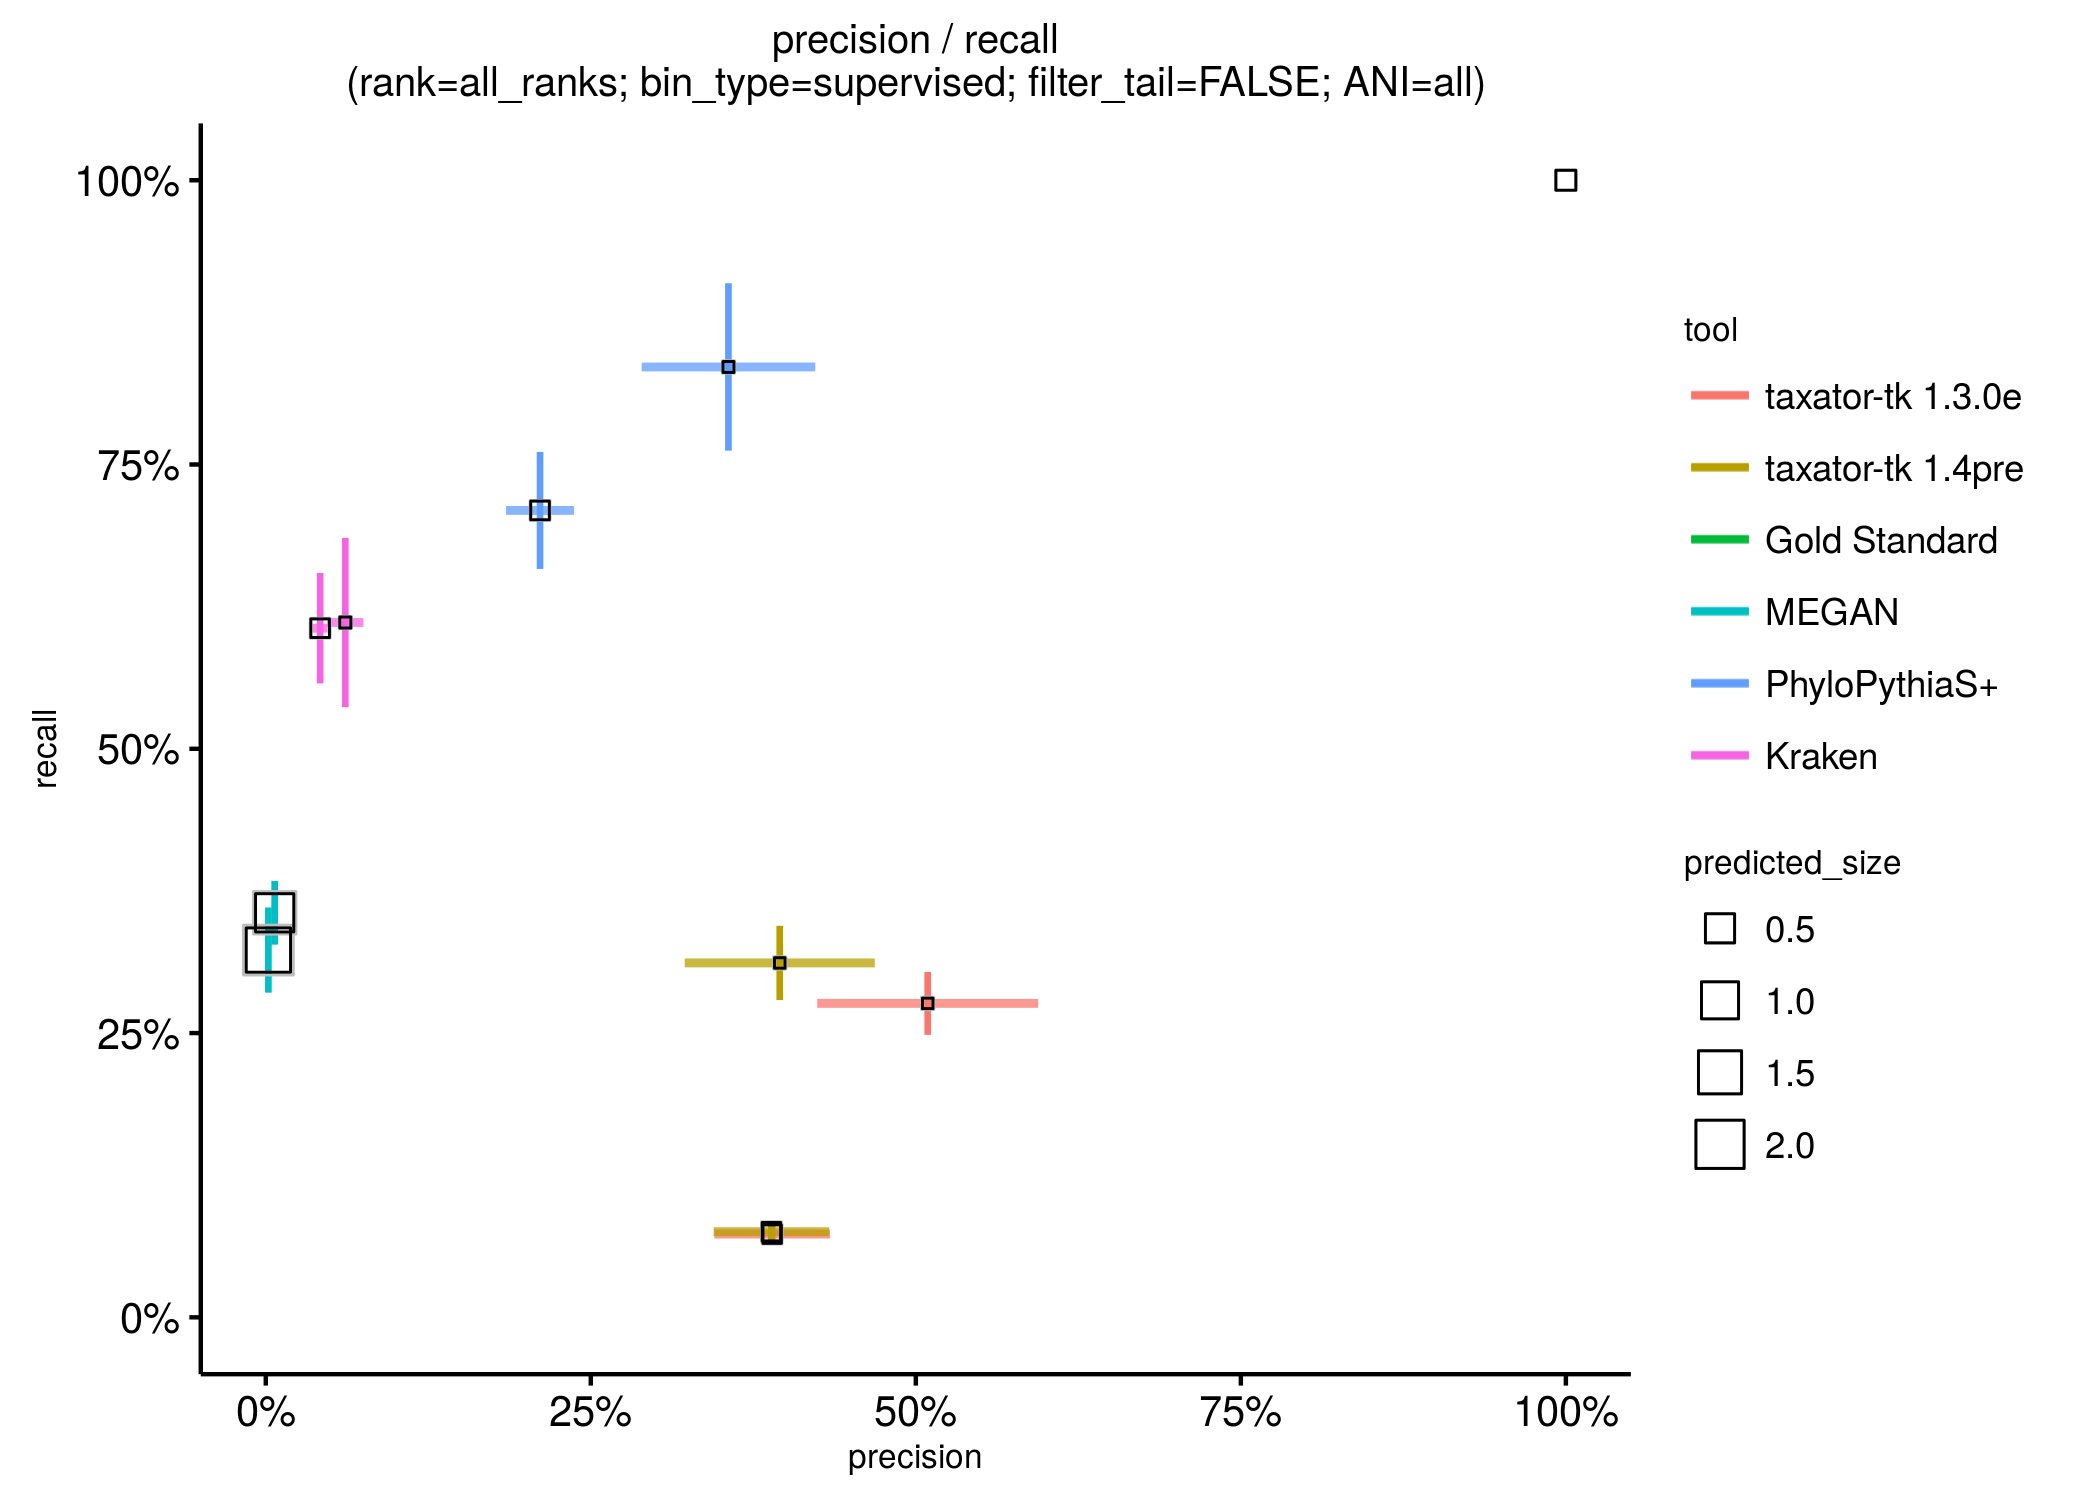 precision / recall
(rank=all_ranks; bin_type=supervised; filter_tail=FALSE; ANI=all)
100%
75%
50%
25%
0%
recall
0%
25%
50%
75%
100%
precision
tool
taxator-tk 1.3.0e
taxator-tk 1.4pre
Gold Standard
MEGAN
PhyloPythiaS+
Kraken
predicted_size
0.5
1.0
1.5
2.0